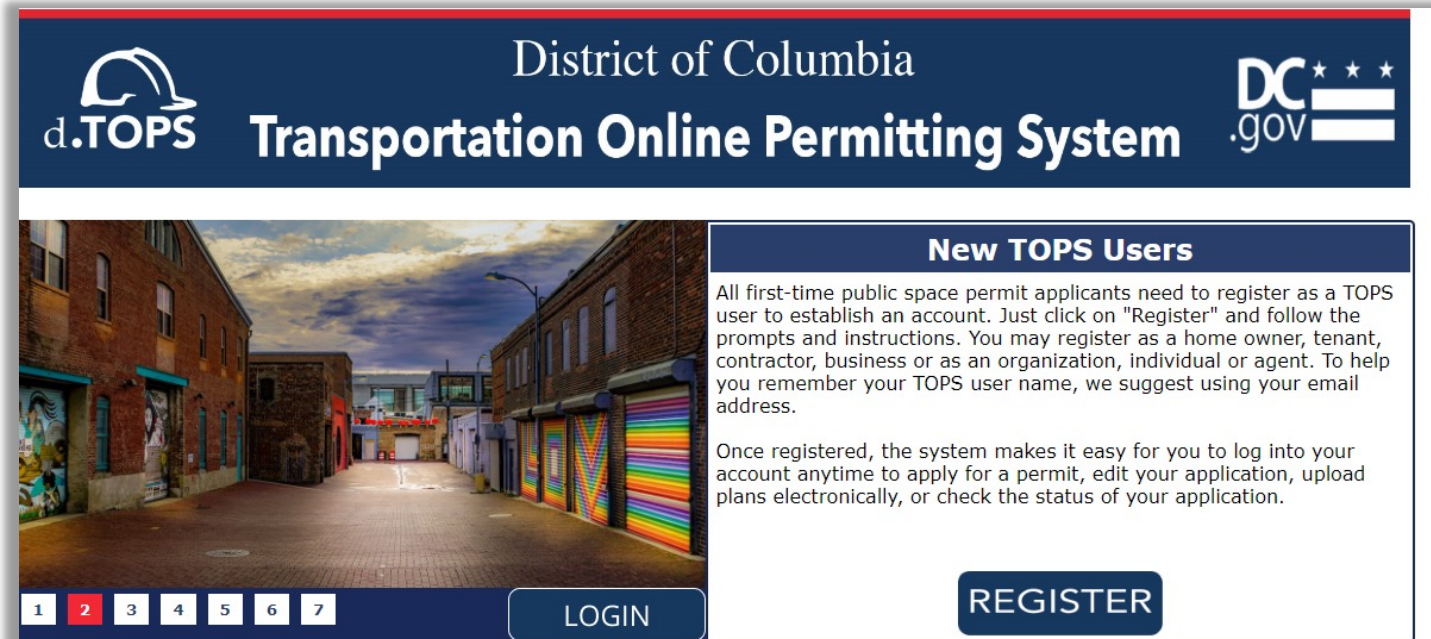 d.TOPS
District of Columbia
Transportation Online Permitting System
DC
.gov
LOVE
New TOPS Users
All first-time public space permit applicants need to register as a TOPS
user to establish an account. Just click on "Register" and follow the
prompts and instructions. You may register as a home owner, tenant,
contractor, business or as an organization, individual or agent. To help
you remember your TOPS user name, we suggest using your email
address.
Once registered, the system makes it easy for you to log into your
account anytime to apply for a permit, edit your application, upload
plans electronically, or check the status of your application.
1 2 3 4 5 6 7
LOGIN
REGISTER